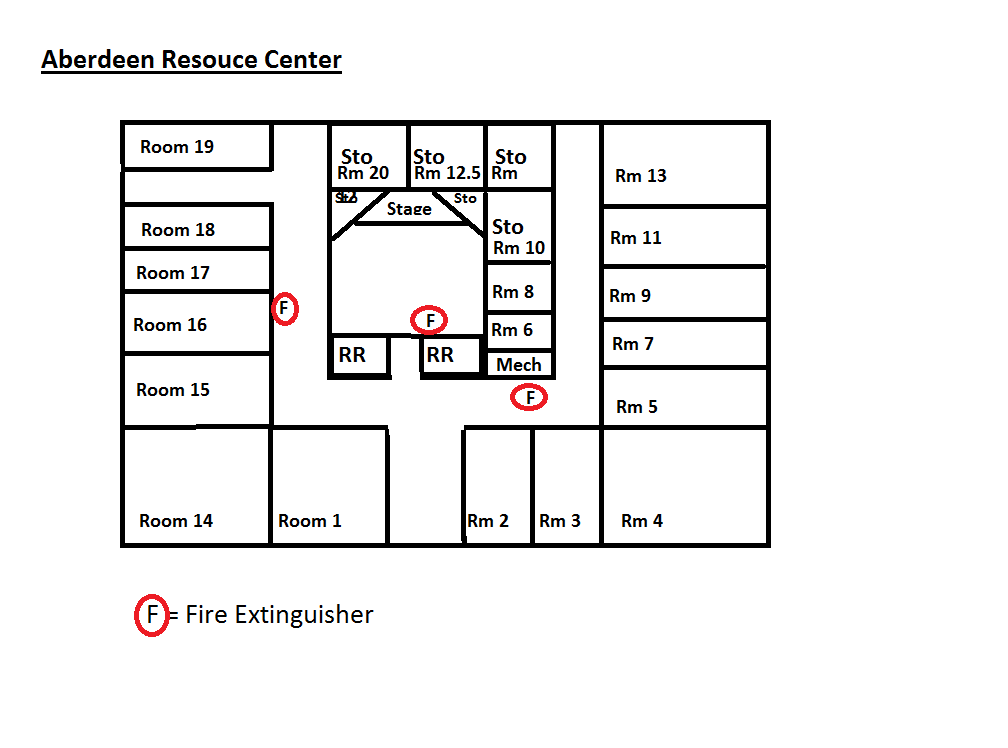 Aberdeen Resouce Center
Room 19
Sto
Rm 20
Sto
Rm 12.5
Sto
Rm
Rm 13
12
Sto
Stage
Sto
Room 18
Sto
Rm 10
Rm 11
Room 17
Rm 8
Rm 9
Room 16
F
F
Rm 6
Rm 7
RR
RR
Mech
Room 15
F
Rm 5
Room 14
Room 1
Rm 2
Rm 3
Rm 4
F = Fire Extinguisher